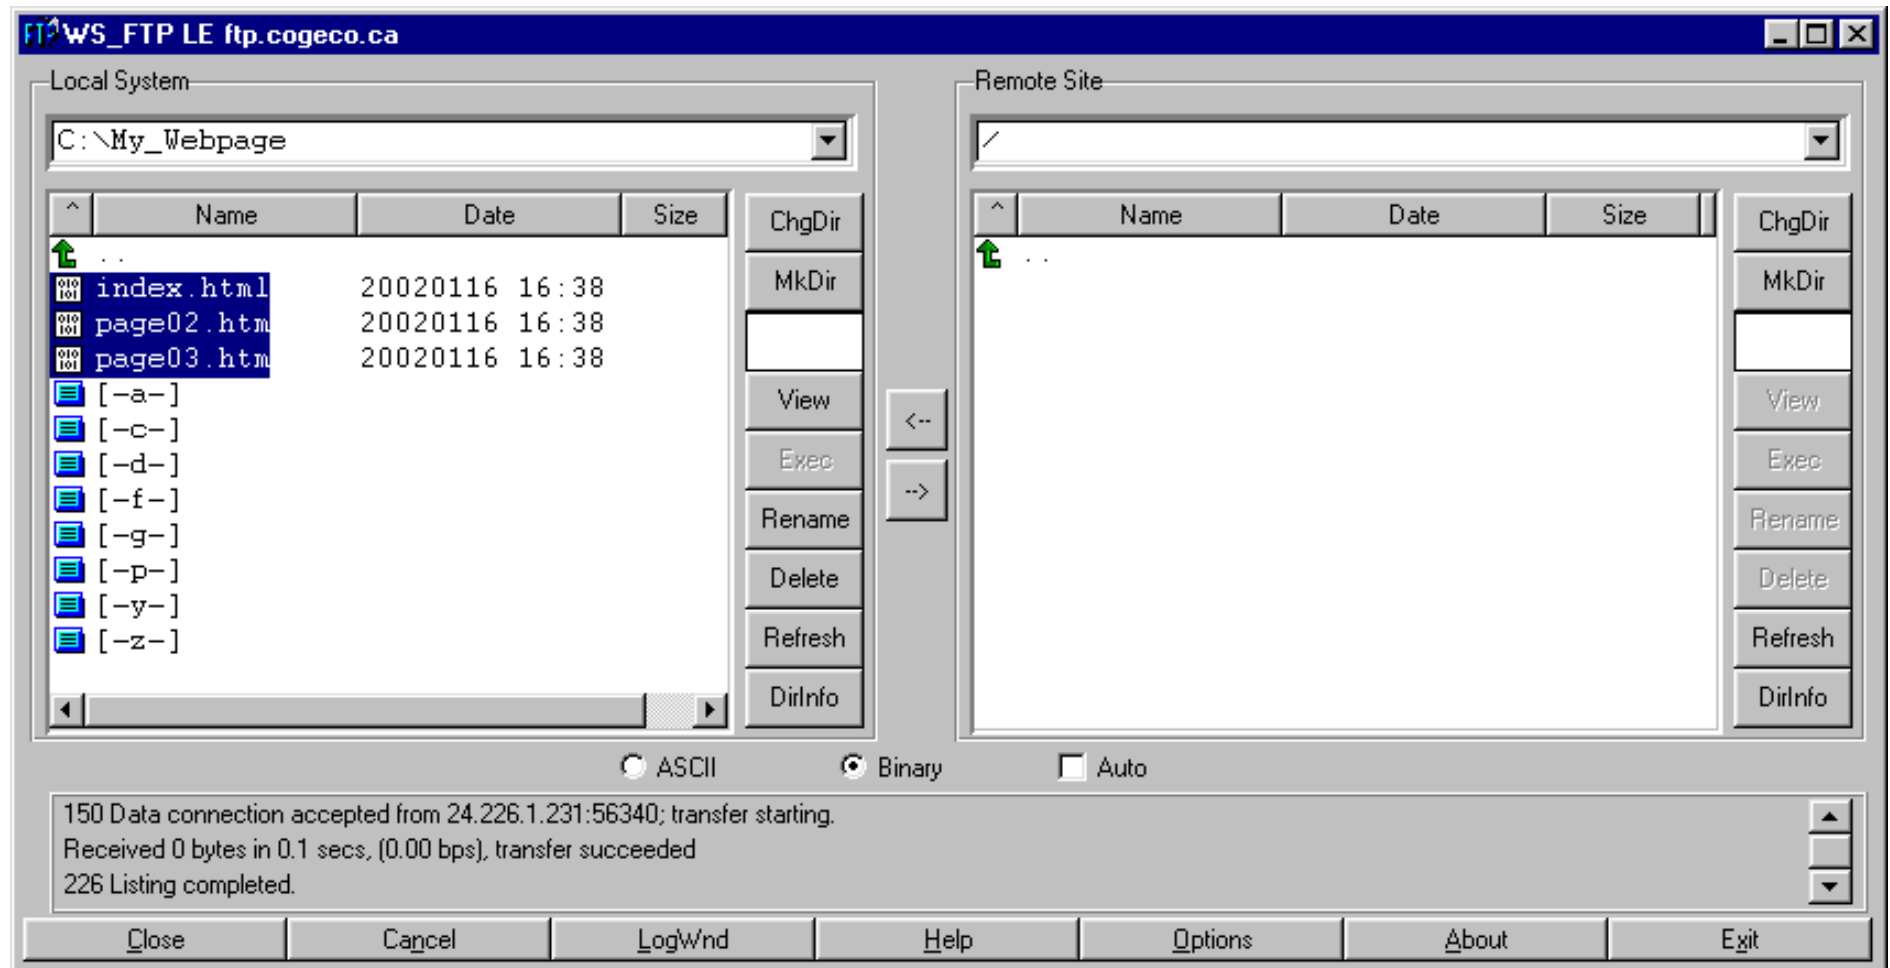 WS_FTP LE ftp.cogeco.ca
Local System
C:\My_Webpage
^ Name Date Size
..
index.html 20020116 16:38
page02.htm 20020116 16:38
page03.htm 20020116 16:38
[-a-]
[-c-]
[-d-]
[-f-]
[-g-]
[-p-]
[-y-]
[-z-]
ChgDir
MkDir
View
Exec
Rename
Delete
Refresh
DirInfo
<--
-->
Remote Site
/
^ Name Date Size
..
ChgDir
MkDir
View
Exec
Rename
Delete
Refresh
DirInfo
ASCII Binary Auto
150 Data connection accepted from 24.226.1.231:56340; transfer starting.
Received 0 bytes in 0.1 secs, (0.00 bps), transfer succeeded
226 Listing completed.
Close Cancel LogWnd Help Options About Exit